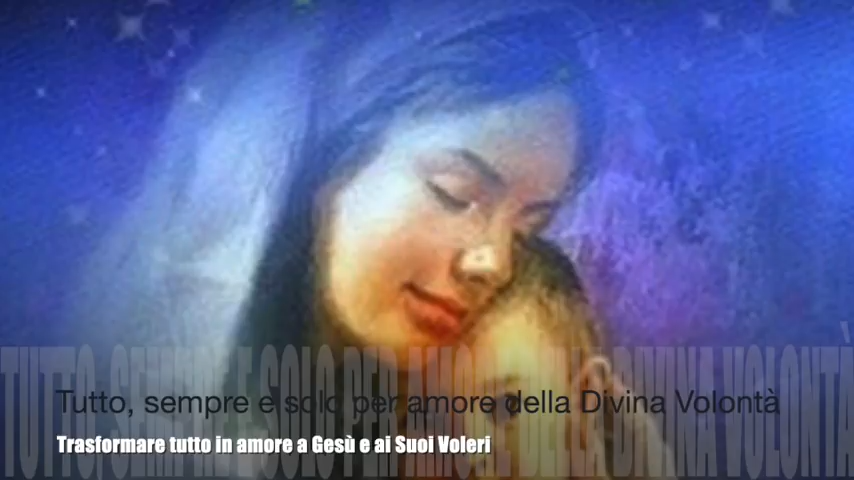 TUTTO, SEMPRE E SOLO PER AMORE DELLA DIVINA VOLONTÀ
Tutto, sempre e solo per amore della Divina Volontà
Trasformare tutto in amore a Gesù e ai Suoi Voleri